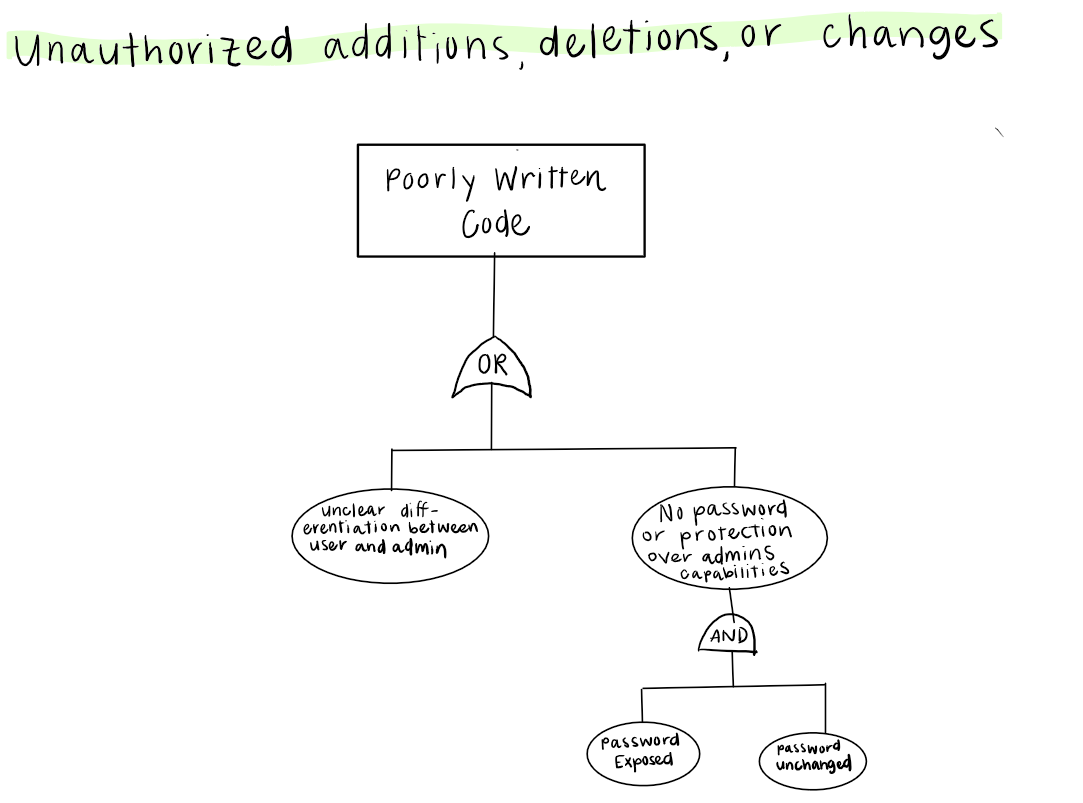 Unauthorized additions, deletions, or changes
Poorly Written
Code
OR
unclear diff-
erentiation between
user and admin
No password
or protection
over admins
capabilities
AND
Password
Exposed
password
unchanged